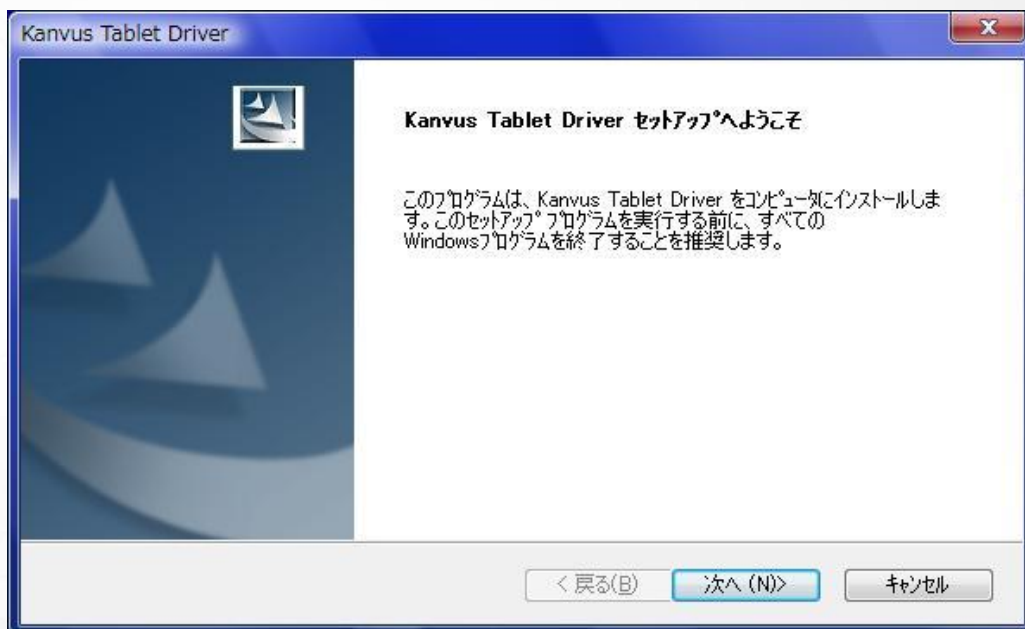 Kanvus Tablet Driver
X
Kanvus Tablet Driver ｾｯﾄｱｯﾌﾟへようこそ
このﾌﾟﾛｸﾞﾗﾑは、Kanvus Tablet Driver をｺﾝﾋﾟｭｰﾀにｲﾝｽﾄｰﾙしま
す。このｾｯﾄｱｯﾌﾟ ﾌﾟﾛｸﾞﾗﾑを実行する前に、すべての
Windowsﾌﾟﾛｸﾞﾗﾑを終了することを推奨します。
< 戻る(B)
次へ (N)>
ｷｬﾝｾﾙ